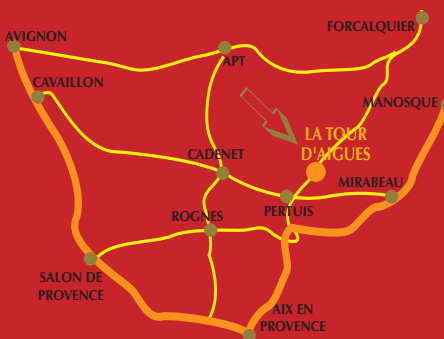 FORCALQUIER
AVIGNON
APT
CAVAILLON
MANOSQUE
LA TOUR
D'AIGUES
CADENET
MIRABEAU
PERTUIS
ROGNES
SALON DE
PROVENCE
AIX EN
PROVENCE